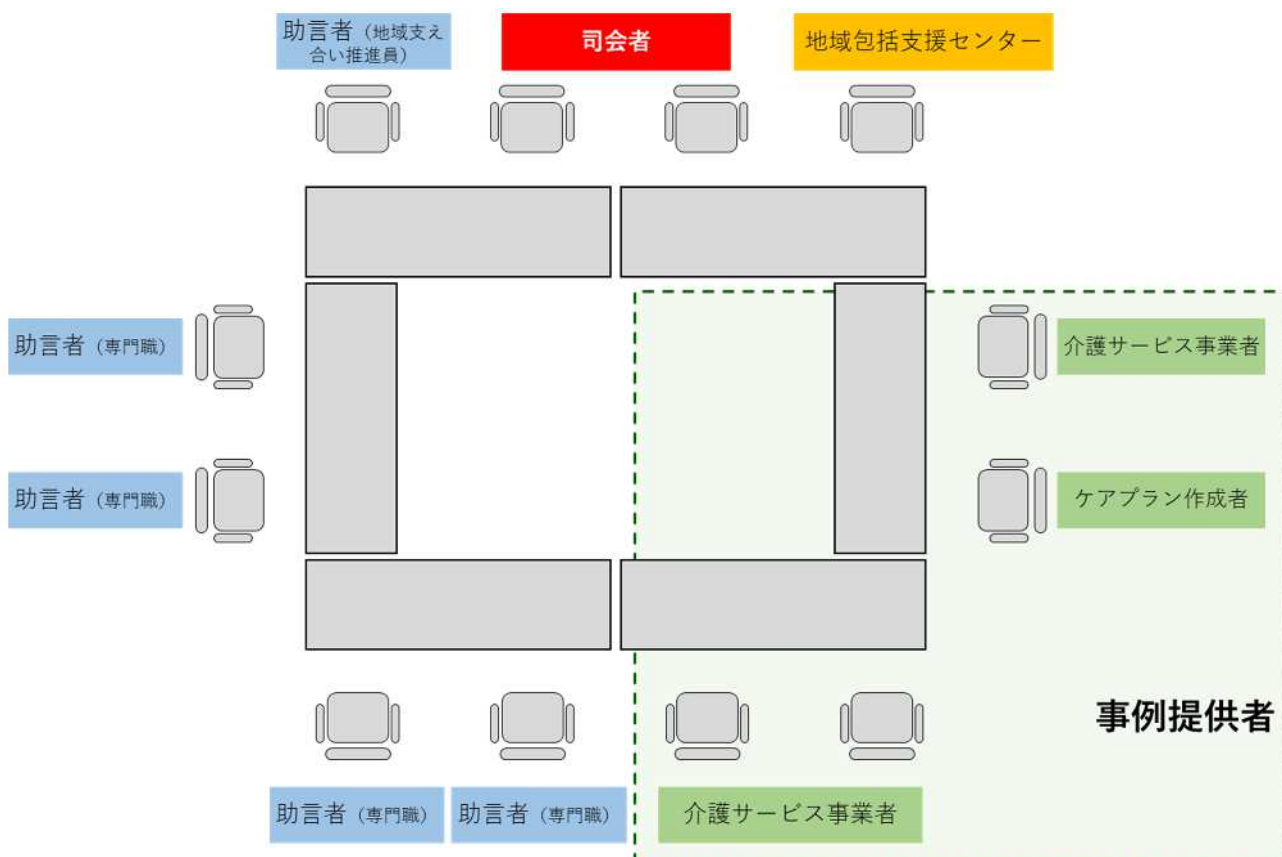 助言者（地域支え
合い推進員）
司会者
地域包括支援センター
助言者（専門職）
介護サービス事業者
助言者（専門職）
ケアプラン作成者
事例提供者
助言者（専門職）
助言者（専門職）
介護サービス事業者